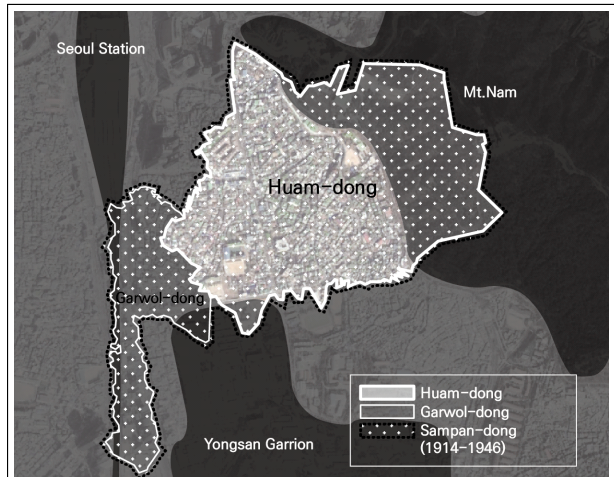 Seoul Station
Mt.Nam
Huam-dong
Garwol-dong
Yongsan Garrion
Huam-dong
Garwol-dong
Sampan-dong
(1914-1946)